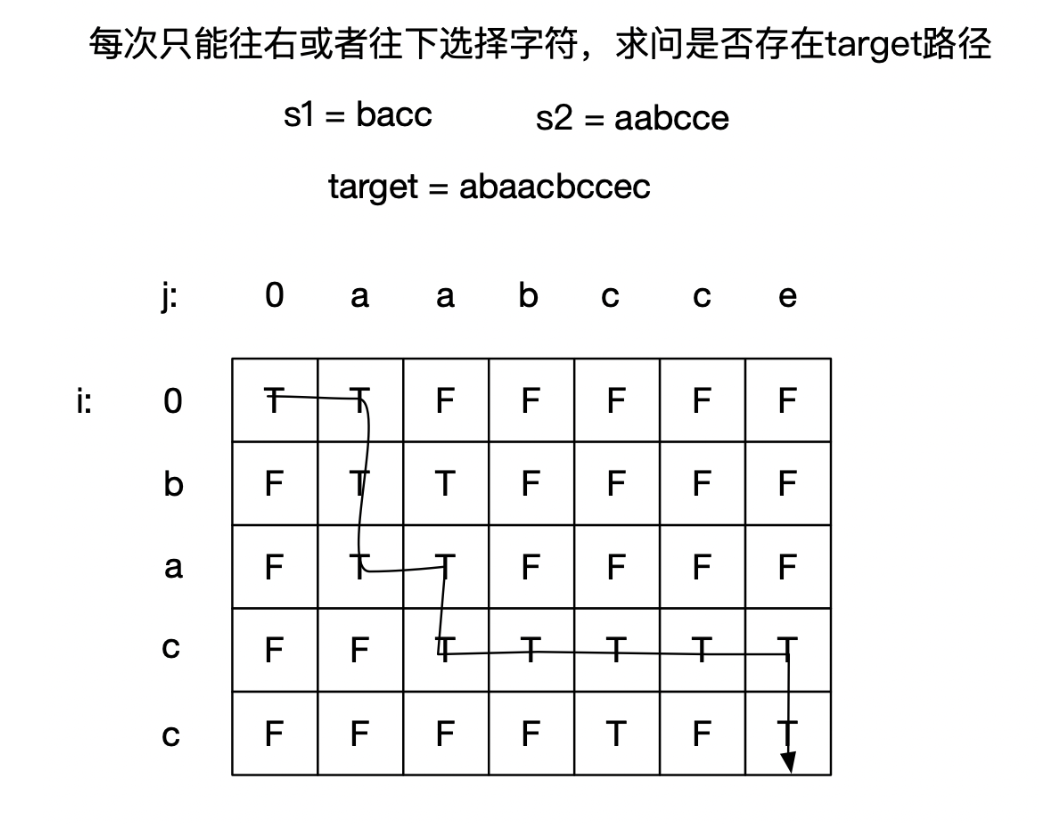 每次只能往右或者往下选择字符，求问是否存在target路径
s1 = bacc s2 = aabcce
target = abaacbccec
j: 0 a a b c c e
i: 0 T T F F F F F
b F T T F F F F
a F T T F F F F
c F F T T T T T
c F F F F T F T